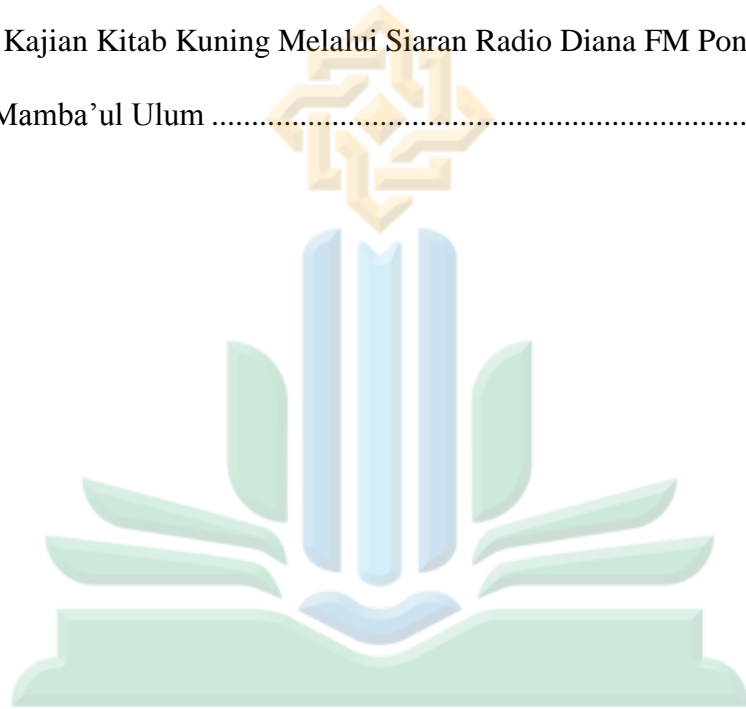 Kajian Kitab Kuning Melalui Siaran Radio Diana FM Pon
Mamba’ul Ulum ....................................................................